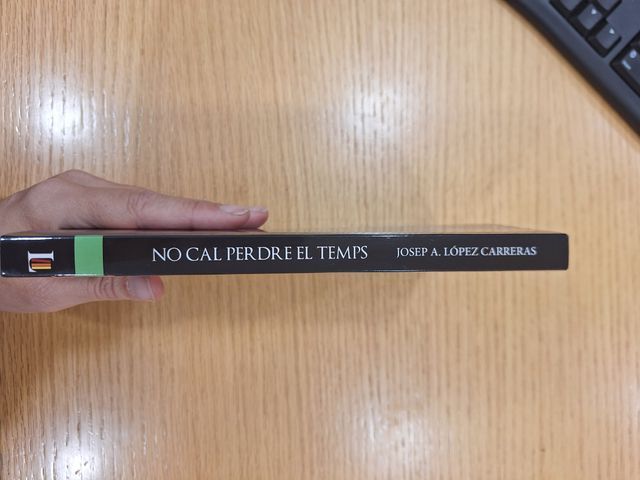 NO CAL PERDRE EL TEMPS JOSEP A. LÓPEZ CARRERAS